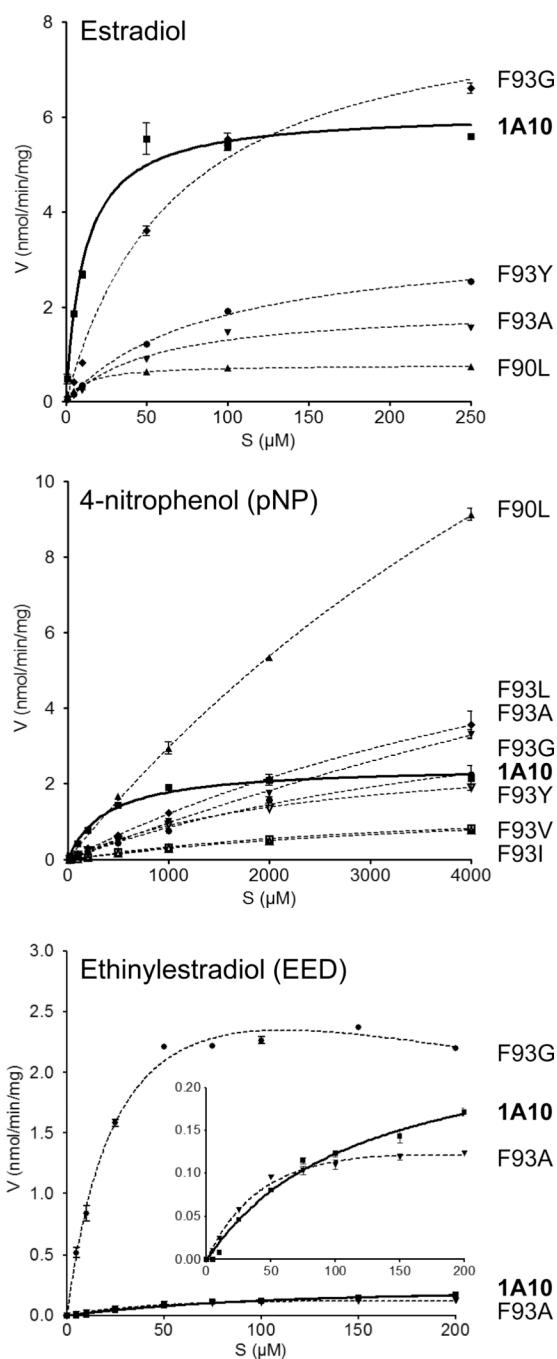 Estradiol
8
6
4
2
0
V (nmol/min/mg)
0 50 100 150 200 250
S (µM)
F93G
1A10
F93Y
F93A
F90L
4-nitrophenol (pNP)
10
8
6
4
2
0
V (nmol/min/mg)
0 1000 2000 3000 4000
S (µM)
F90L
F93L
F93A
F93G
1A10
F93Y
F93V
F93I
Ethinylestradiol (EED)
3.0
2.5
2.0
1.5
1.0
0.5
0.0
V (nmol/min/mg)
0 50 100 150 200
S (µM)
0.20
0.15
0.10
0.05
0.00
0 50 100 150 200
F93G
1A10
F93A
1A10
F93A